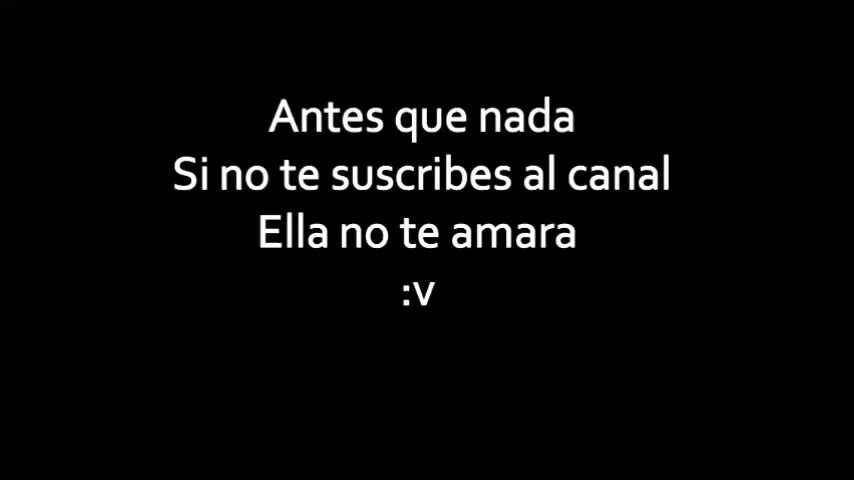 Antes que nada
Si no te suscribes al canal
Ella no te amara
:v